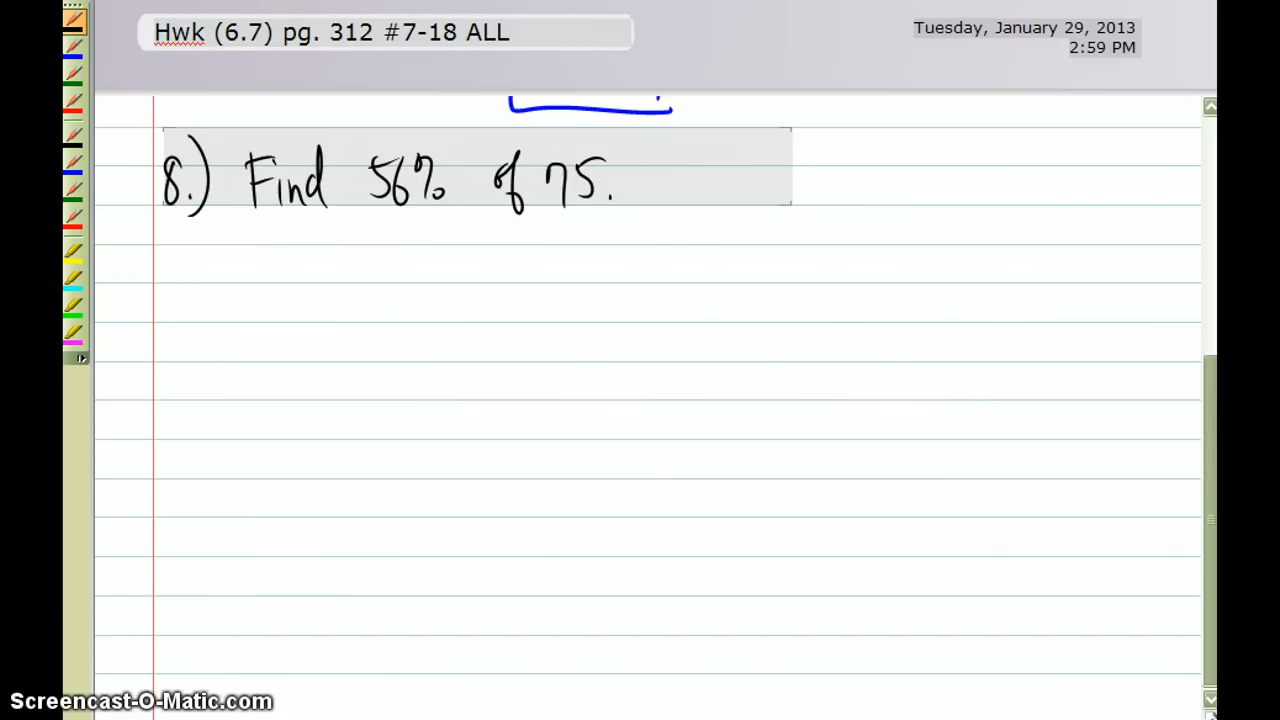 Hwk (6.7) pg. 312 #7-18 ALL
Tuesday, January 29, 2013
2:59 PM
8.) Find 56% of 75.
Screencast-O-Matic.com